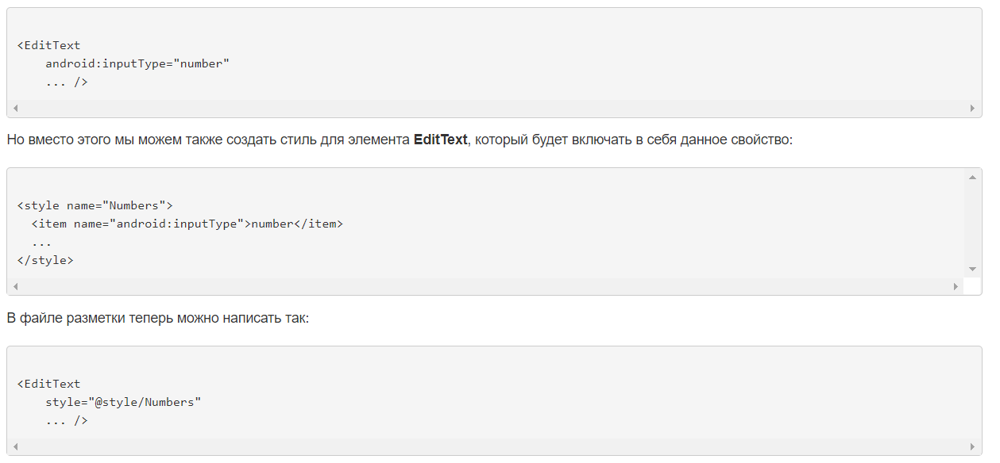 <EditText
    android:inputType="number"
    ... />
Но вместо этого мы можем также создать стиль для элемента EditText, который будет включать в себя данное свойство:
<style name="Numbers">
  <item name="android:inputType">number</item>
  ...
</style>
В файле разметки теперь можно написать так:
<EditText
    style="@style/Numbers"
    ... />